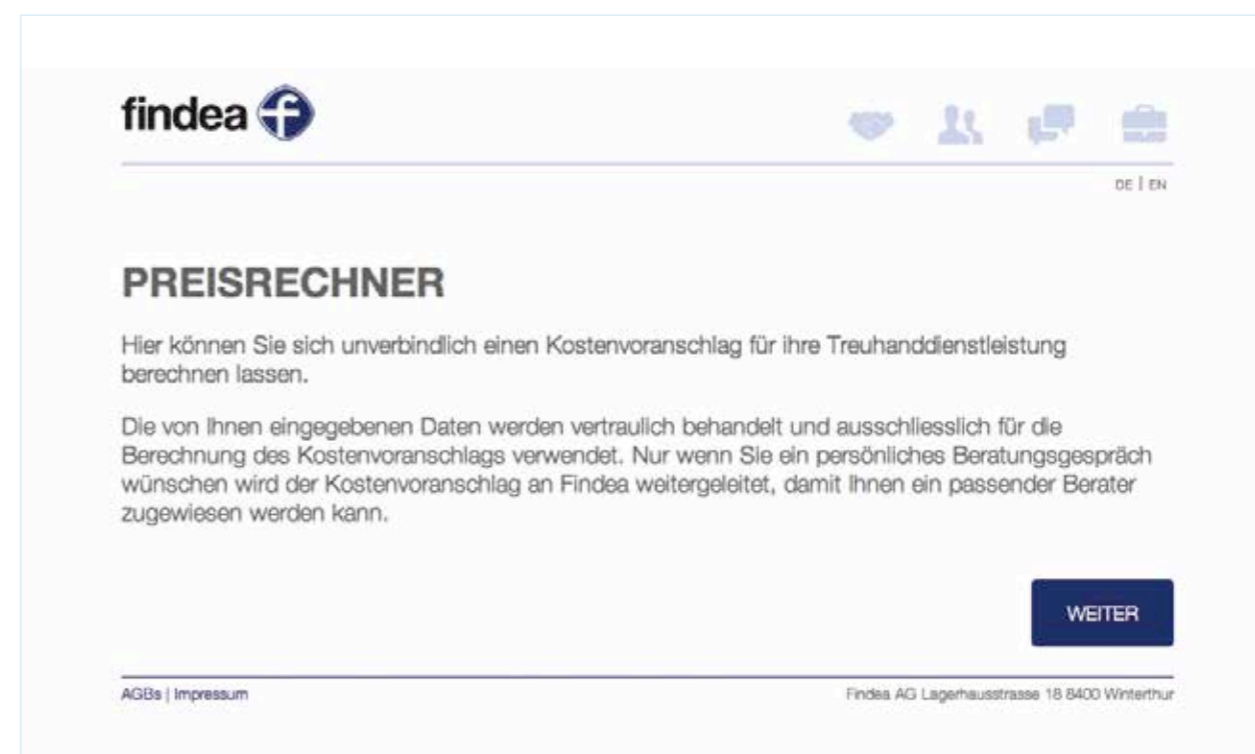 findea f
DE | EN
PREISRECHNER
Hier können Sie sich unverbindlich einen Kostenvoranschlag für ihre Treuhanddienstleistung
berechnen lassen.
Die von Ihnen eingegebenen Daten werden vertraulich behandelt und ausschliesslich für die
Berechnung des Kostenvoranschlags verwendet. Nur wenn Sie ein persönliches Beratungsgespräch
wünschen wird der Kostenvoranschlag an Findea weitergeleitet, damit Ihnen ein passender Berater
zugewiesen werden kann.
WEITER
AGBs | Impressum
Findea AG Lagerhausstrasse 18 8400 Winterthur